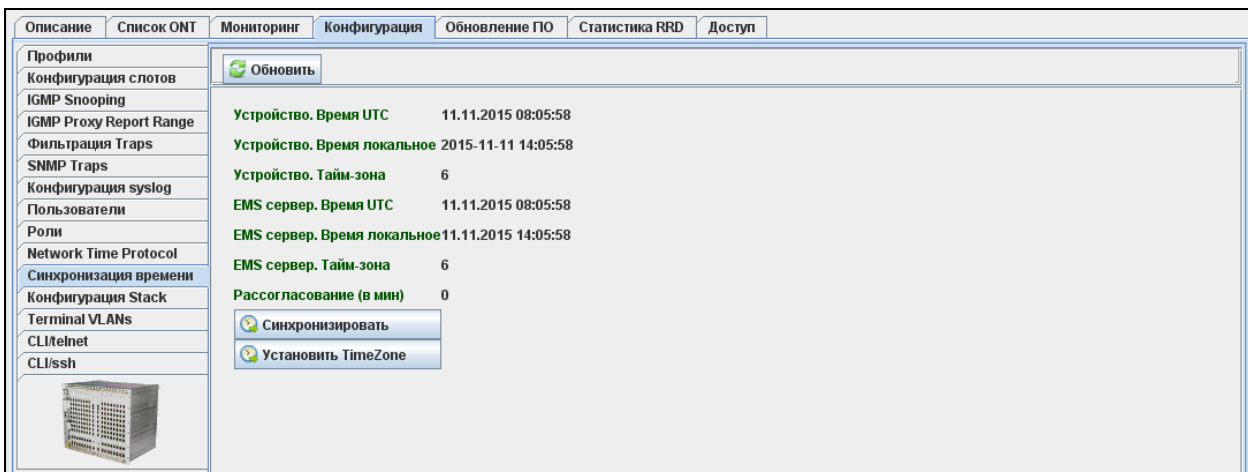 Описание Список ONT Мониторинг Конфигурация Обновление ПО Статистика RRD Доступ
Профили
Конфигурация слотов
IGMP Snooping
IGMP Proxy Report Range
Фильтрация Traps
SNMP Traps
Конфигурация syslog
Пользователи
Роли
Network Time Protocol
Синхронизация времени
Конфигурация Stack
Terminal VLANs
CLI/telnet
CLI/ssh
Обновить
Устройство. Время UTC 11.11.2015 08:05:58
Устройство. Время локальное 2015-11-11 14:05:58
Устройство. Тайм-зона 6
EMS сервер. Время UTC 11.11.2015 08:05:58
EMS сервер. Время локальное 11.11.2015 14:05:58
EMS сервер. Тайм-зона 6
Рассогласование (в мин) 0
Синхронизировать
Установить TimeZone